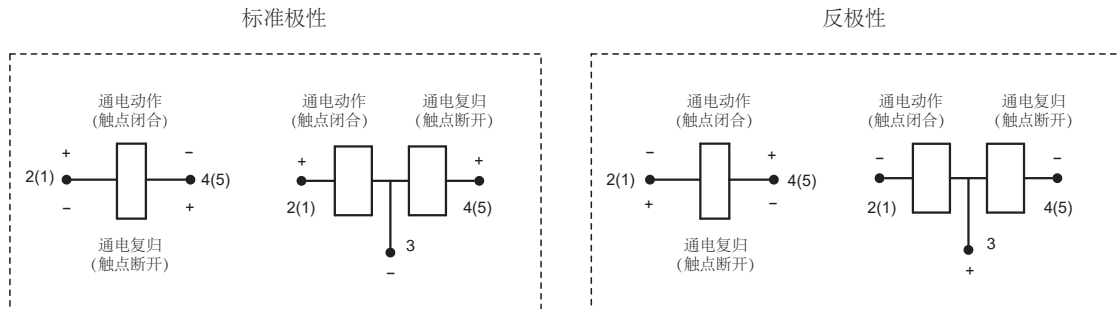 标准极性
反极性
通电动作
(触点闭合)
+ −
2(1) 4(5)
− +
通电复归
(触点断开)
通电动作
(触点闭合)
通电复归
(触点断开)
+ +
2(1) 4(5)
3
−
通电动作
(触点闭合)
− +
2(1) 4(5)
+ −
通电复归
(触点断开)
通电动作
(触点闭合)
通电复归
(触点断开)
− −
2(1) 4(5)
3
+